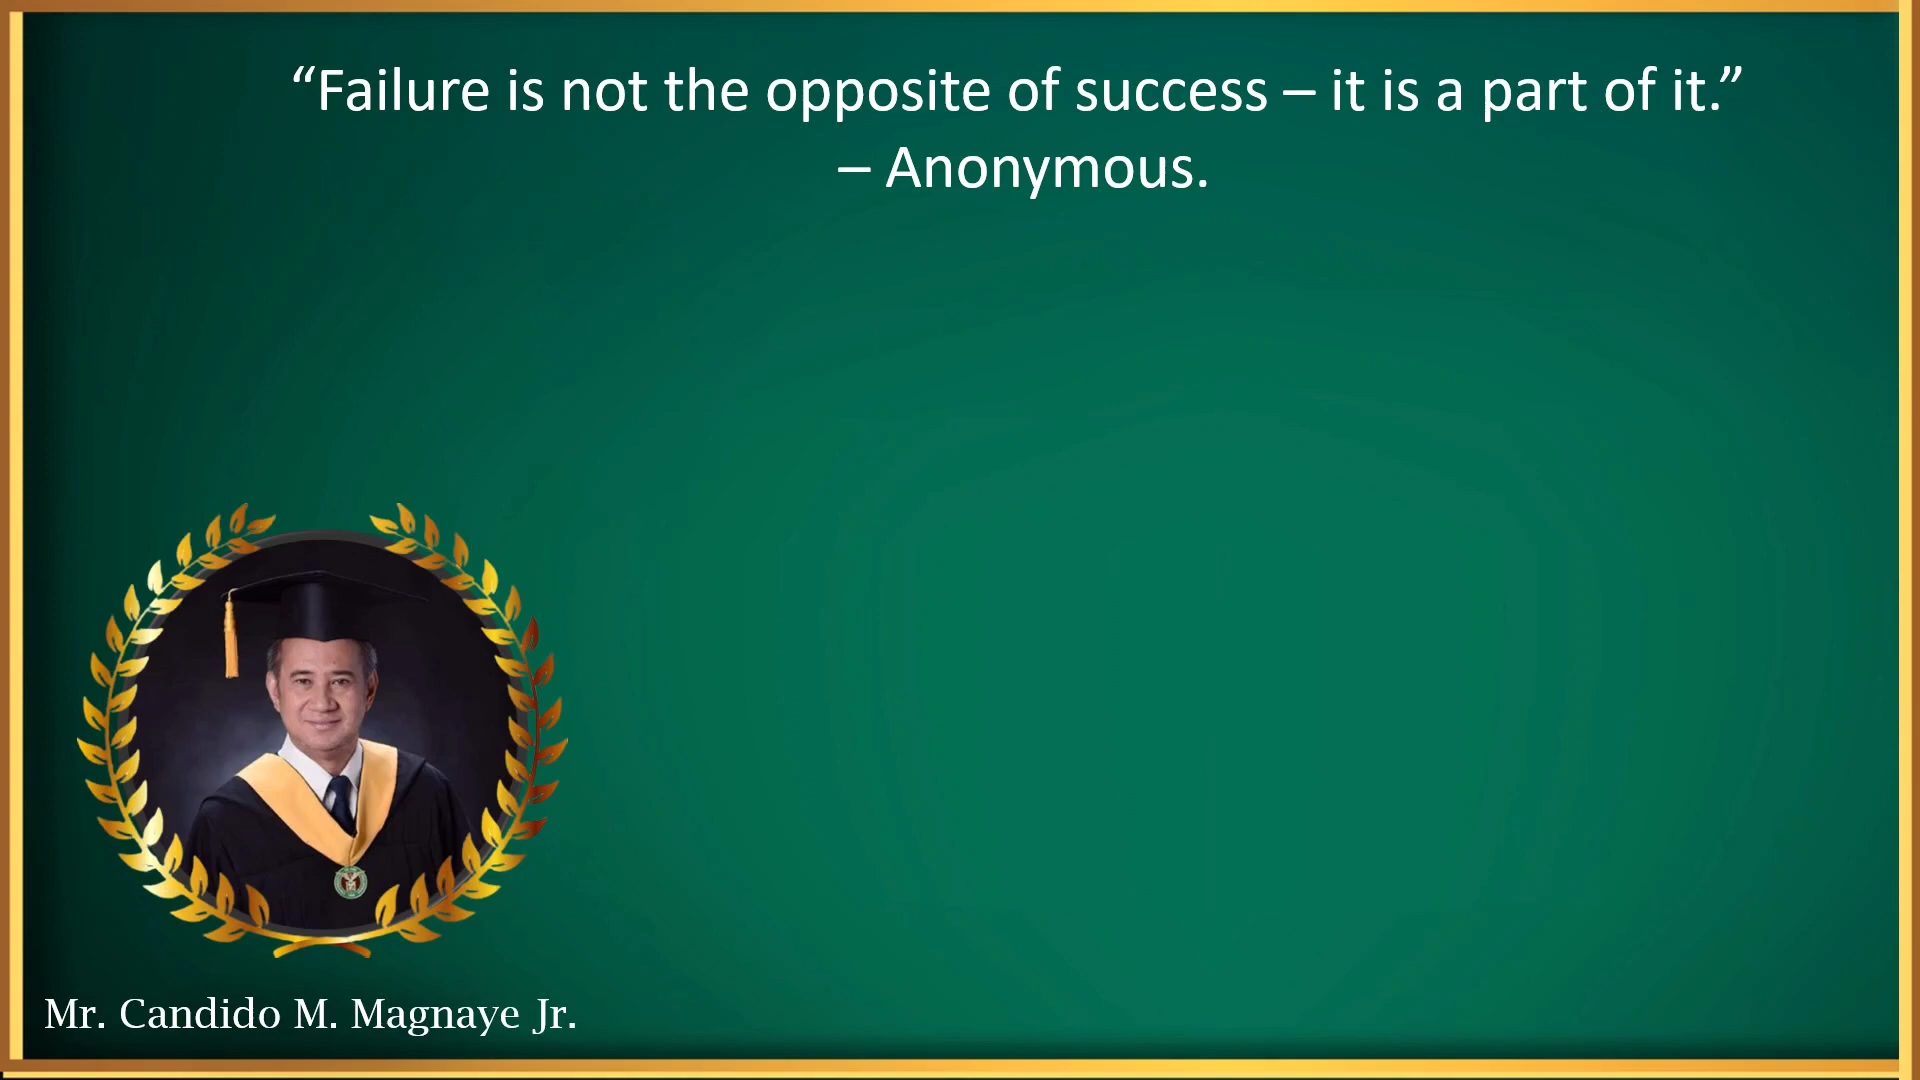 “Failure is not the opposite of success – it is a part of it.”
– Anonymous.
Mr. Candido M. Magnaye Jr.